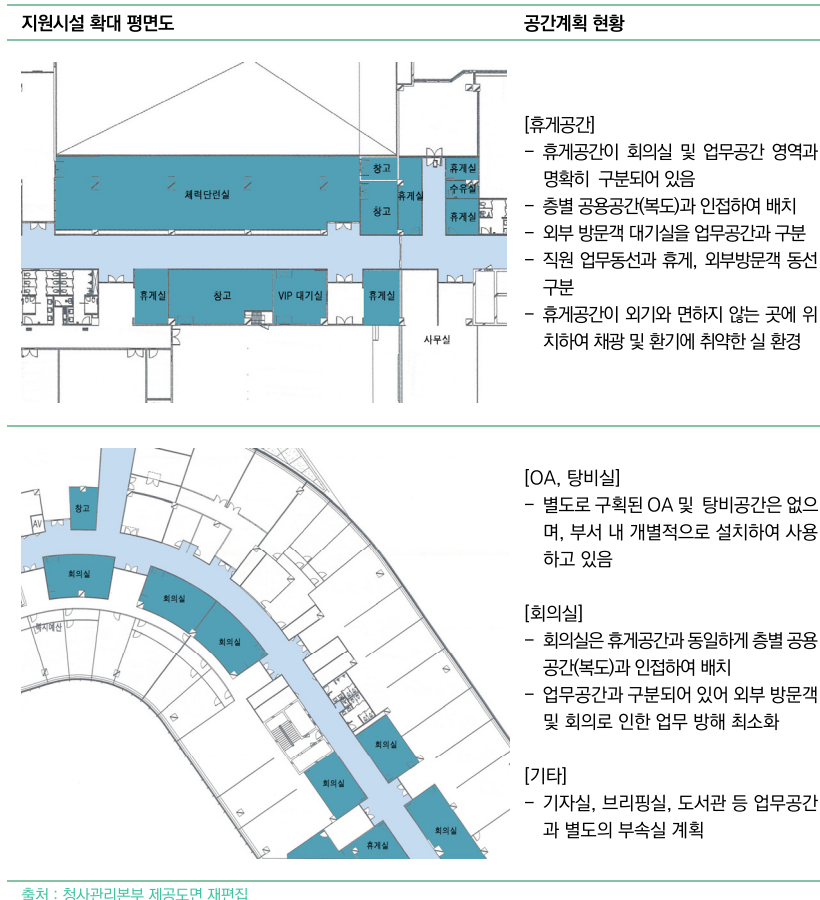 지원시설 확대 평면도
공간계획 현황
창고
휴게실
체력단련실
휴게실
수유실
창고
휴게실
휴게실
창고
VIP 대기실
휴게실
사무실
[휴게공간]
- 휴게공간이 회의실 및 업무공간 영역과
명확히 구분되어 있음
- 층별 공용공간(복도)과 인접하여 배치
- 외부 방문객 대기실을 업무공간과 구분
- 직원 업무동선과 휴게, 외부방문객 동선
구분
- 휴게공간이 외기와 면하지 않는 곳에 위
치하여 채광 및 환기에 취약한 실 환경
창고
AV
회의실
회의실
회의실
회의실
회의실
회의실
휴게실
[OA, 탕비실]
- 별도로 구획된 OA 및 탕비공간은 없으
며, 부서 내 개별적으로 설치하여 사용
하고 있음
[회의실]
- 회의실은 휴게공간과 동일하게 층별 공용
공간(복도)과 인접하여 배치
- 업무공간과 구분되어 있어 외부 방문객
및 회의로 인한 업무 방해 최소화
[기타]
- 기자실, 브리핑실, 도서관 등 업무공간
과 별도의 부속실 계획
출처 : 청사관리본부 제공도면 재편집